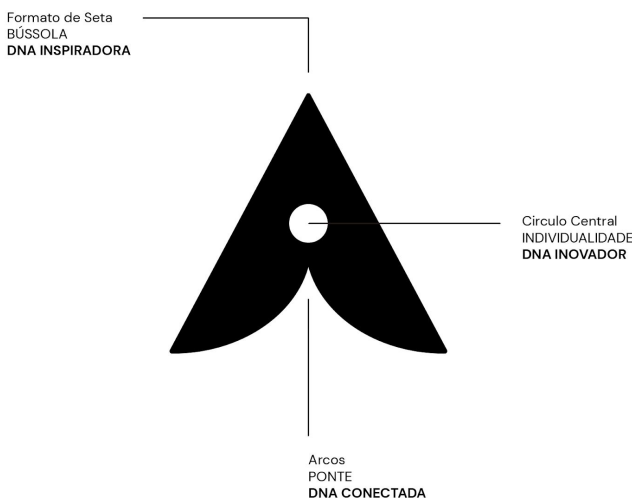 Formato de Seta
BÚSSOLA
DNA INSPIRADORA
Circulo Central
INDIVIDUALIDADE
DNA INOVADOR
Arcos
PONTE
DNA CONECTADA